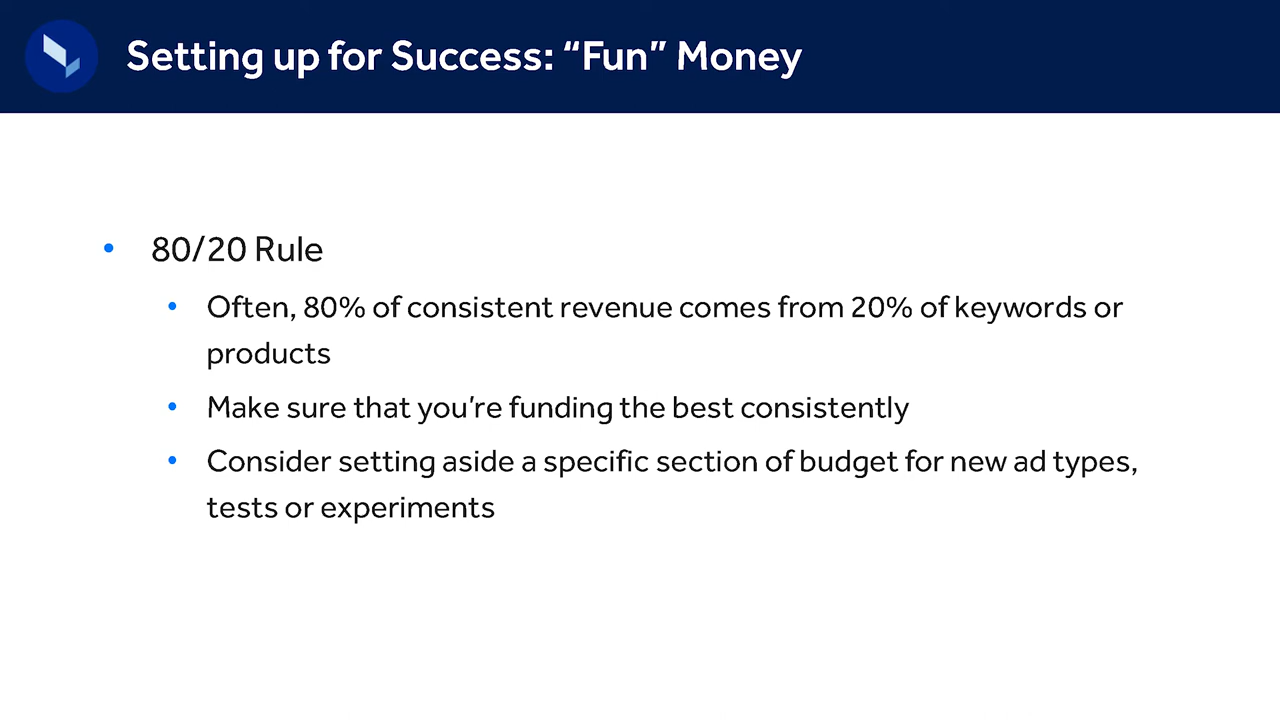 Setting up for Success: “Fun” Money
• 80/20 Rule
• Often, 80% of consistent revenue comes from 20% of keywords or
products
• Make sure that you’re funding the best consistently
• Consider setting aside a specific section of budget for new ad types,
tests or experiments